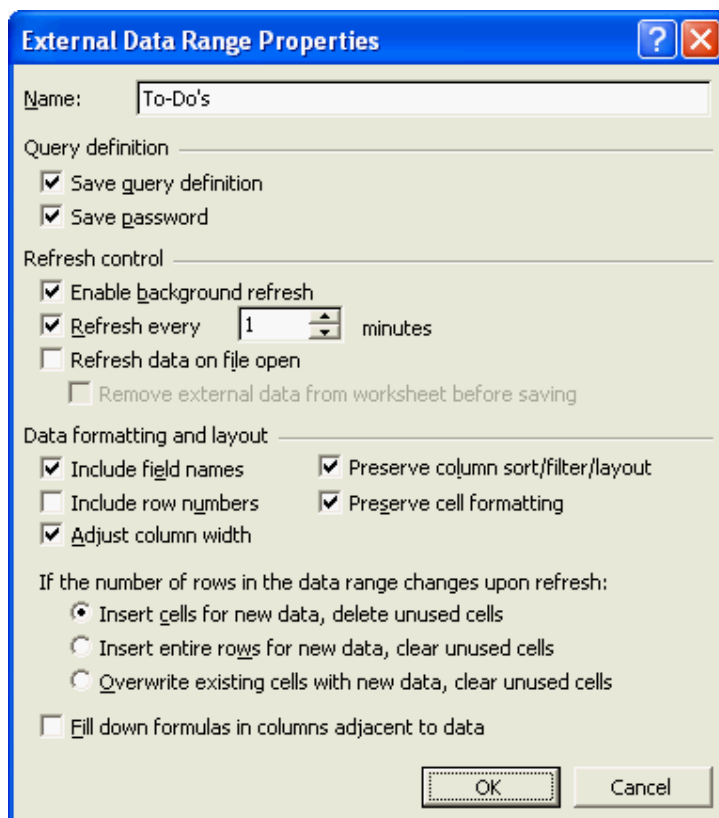 External Data Range Properties
Name: To-Do's
Query definition
Save query definition
Save password
Refresh control
Enable background refresh
Refresh every 1 minutes
Refresh data on file open
Remove external data from worksheet before saving
Data formatting and layout
Include field names Preserve column sort/filter/layout
Include row numbers Preserve cell formatting
Adjust column width
If the number of rows in the data range changes upon refresh:
Insert cells for new data, delete unused cells
Insert entire rows for new data, clear unused cells
Overwrite existing cells with new data, clear unused cells
Fill down formulas in columns adjacent to data
OK Cancel